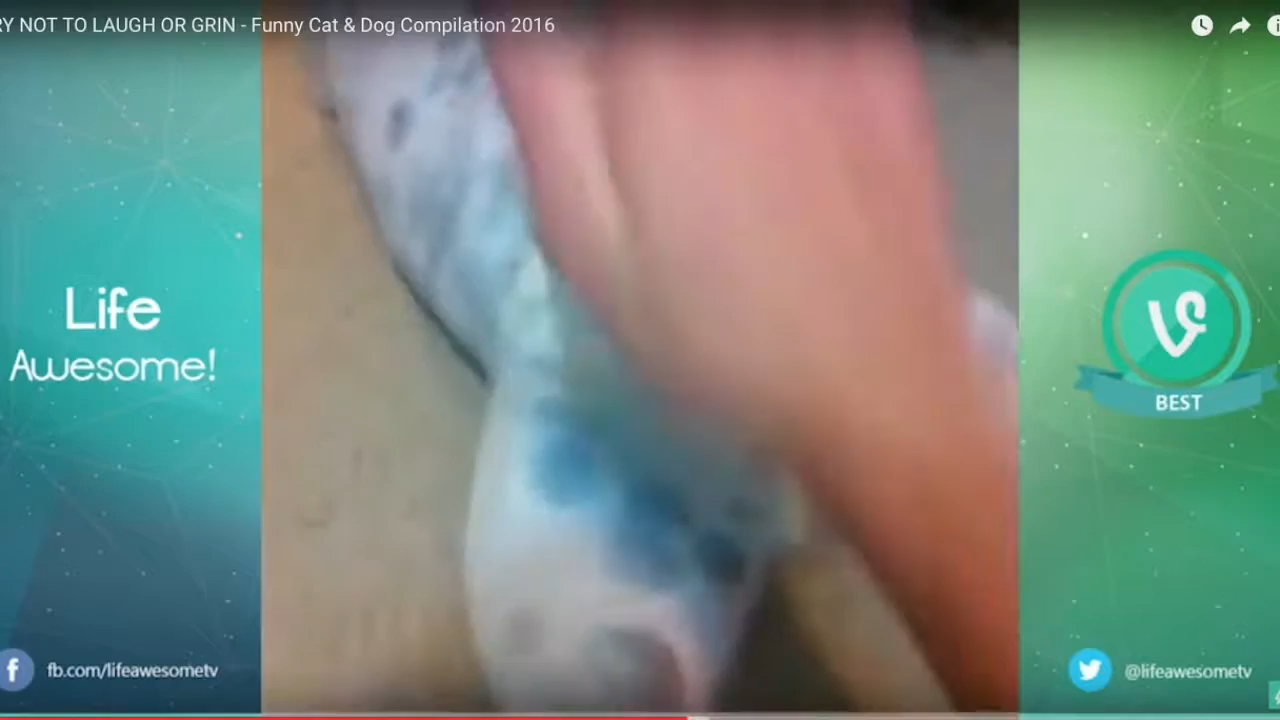 RY NOT TO LAUGH OR GRIN - Funny Cat & Dog Compilation 2016
Life
Awesome!
BEST
fb.com/lifeawesometv
@lifeawesometv